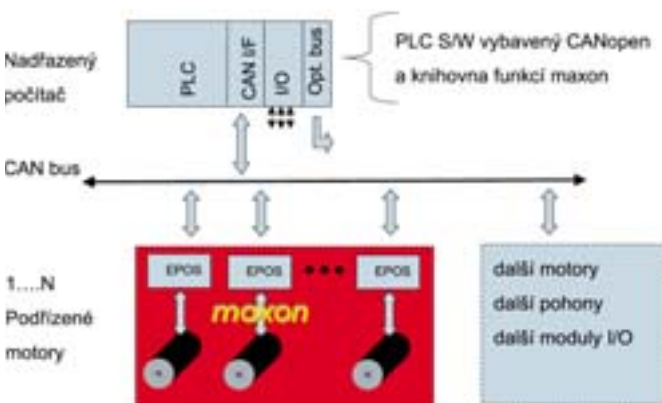 Nadřazený
počítač
PLC
CAN I/F
I/O
Opt. bus
PLC S/W vybavený CANopen
a knihovna funkcí maxon
CAN bus
1....N
Podřízené
motory
EPOS
EPOS
EPOS
maxon
další motory
další pohony
další moduly I/O